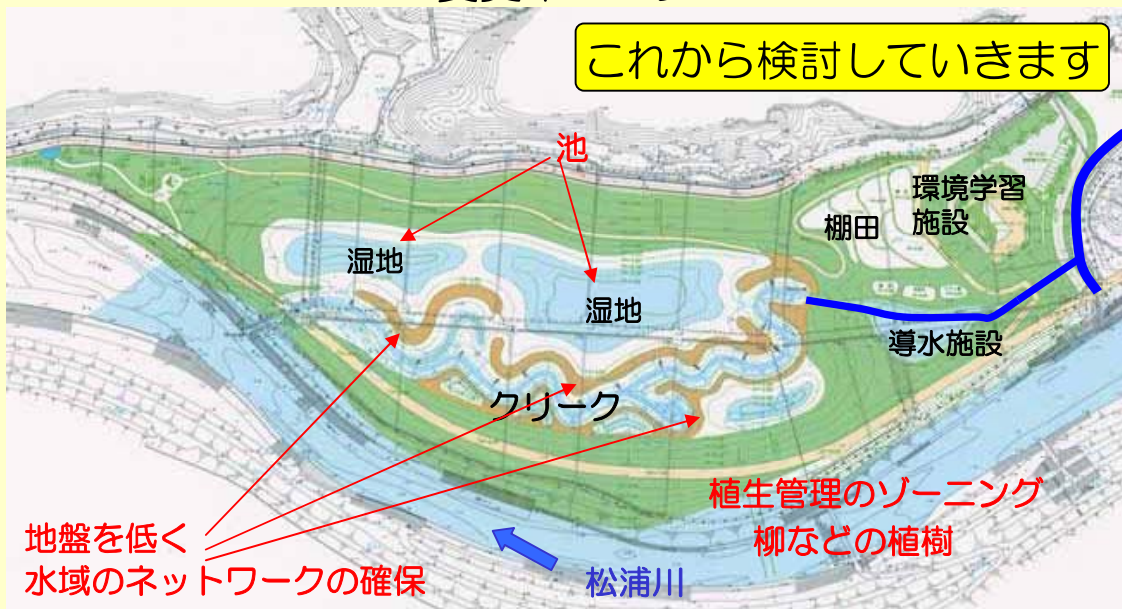 これから検討していきます
池
環境学習
施設
棚田
湿地
湿地
導水施設
クリーク
植生管理のゾーニング
柳などの植樹
地盤を低く
水域のネットワークの確保
松浦川